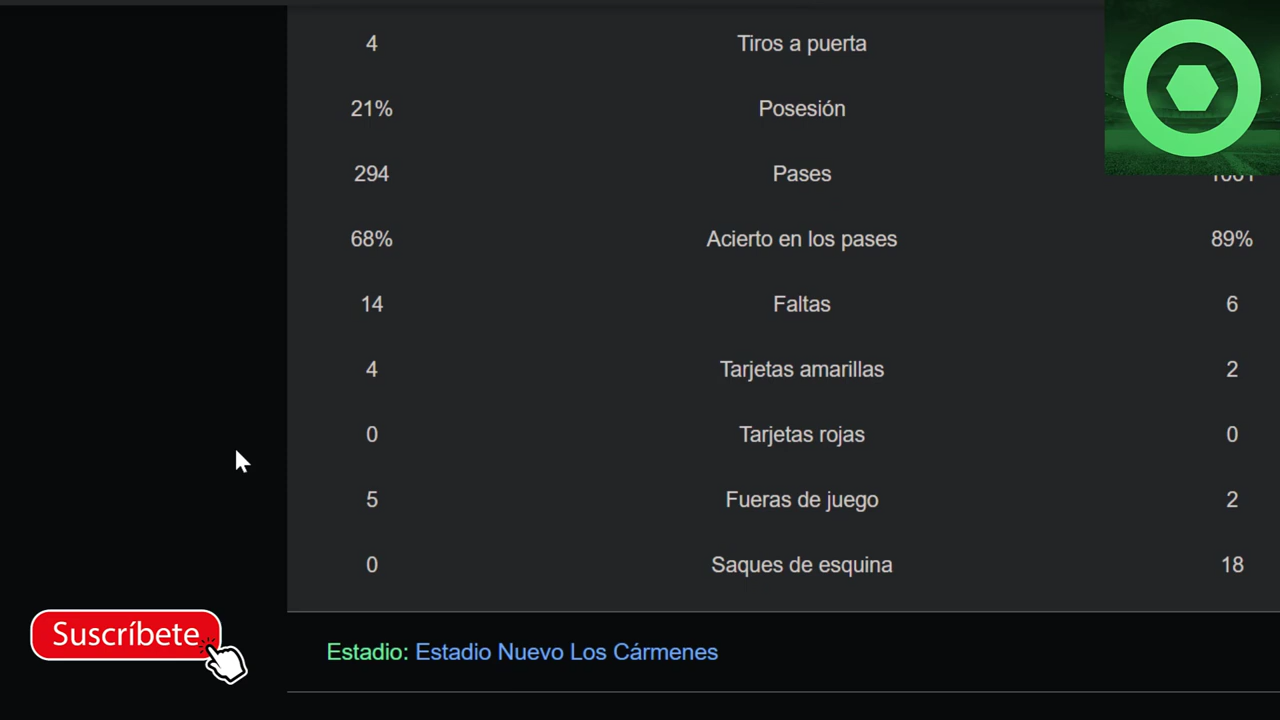 4 Tiros a puerta
21% Posesión
294 Pases
68% Acierto en los pases 89%
14 Faltas 6
4 Tarjetas amarillas 2
0 Tarjetas rojas 0
5 Fueras de juego 2
0 Saques de esquina 18
Suscríbete
Estadio: Estadio Nuevo Los Cármenes